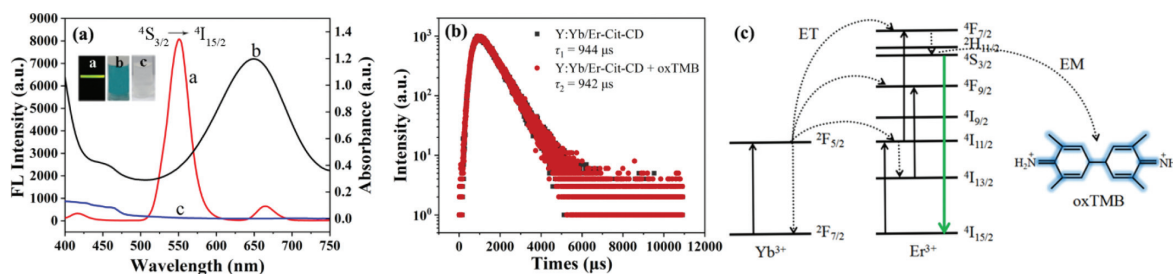 (a)
⁴S₃/₂ → ⁴I₁₅/₂
a b c
a
b
c
9000
8000
7000
6000
5000
4000
3000
2000
1000
0
FL Intensity (a.u.)
1.4
1.2
1.0
0.8
0.6
0.4
0.2
0.0
Absorbance (a.u.)
400 450 500 550 600 650 700 750
Wavelength (nm)
(b)
Y:Yb/Er-Cit-CD
τ₁ = 944 μs
Y:Yb/Er-Cit-CD + oxTMB
τ₂ = 942 μs
10³
10²
10¹
10⁰
Intensity (a.u.)
0 2000 4000 6000 8000 10000 12000
Times (μs)
(c)
ET
EM
²F₅/₂
²F₇/₂
Yb³⁺
⁴F₇/₂
²H₁₁/₂
⁴S₃/₂
⁴F₉/₂
⁴I₉/₂
⁴I₁₁/₂
⁴I₁₃/₂
⁴I₁₅/₂
Er³⁺
H₂N⁺
NH
+
oxTMB